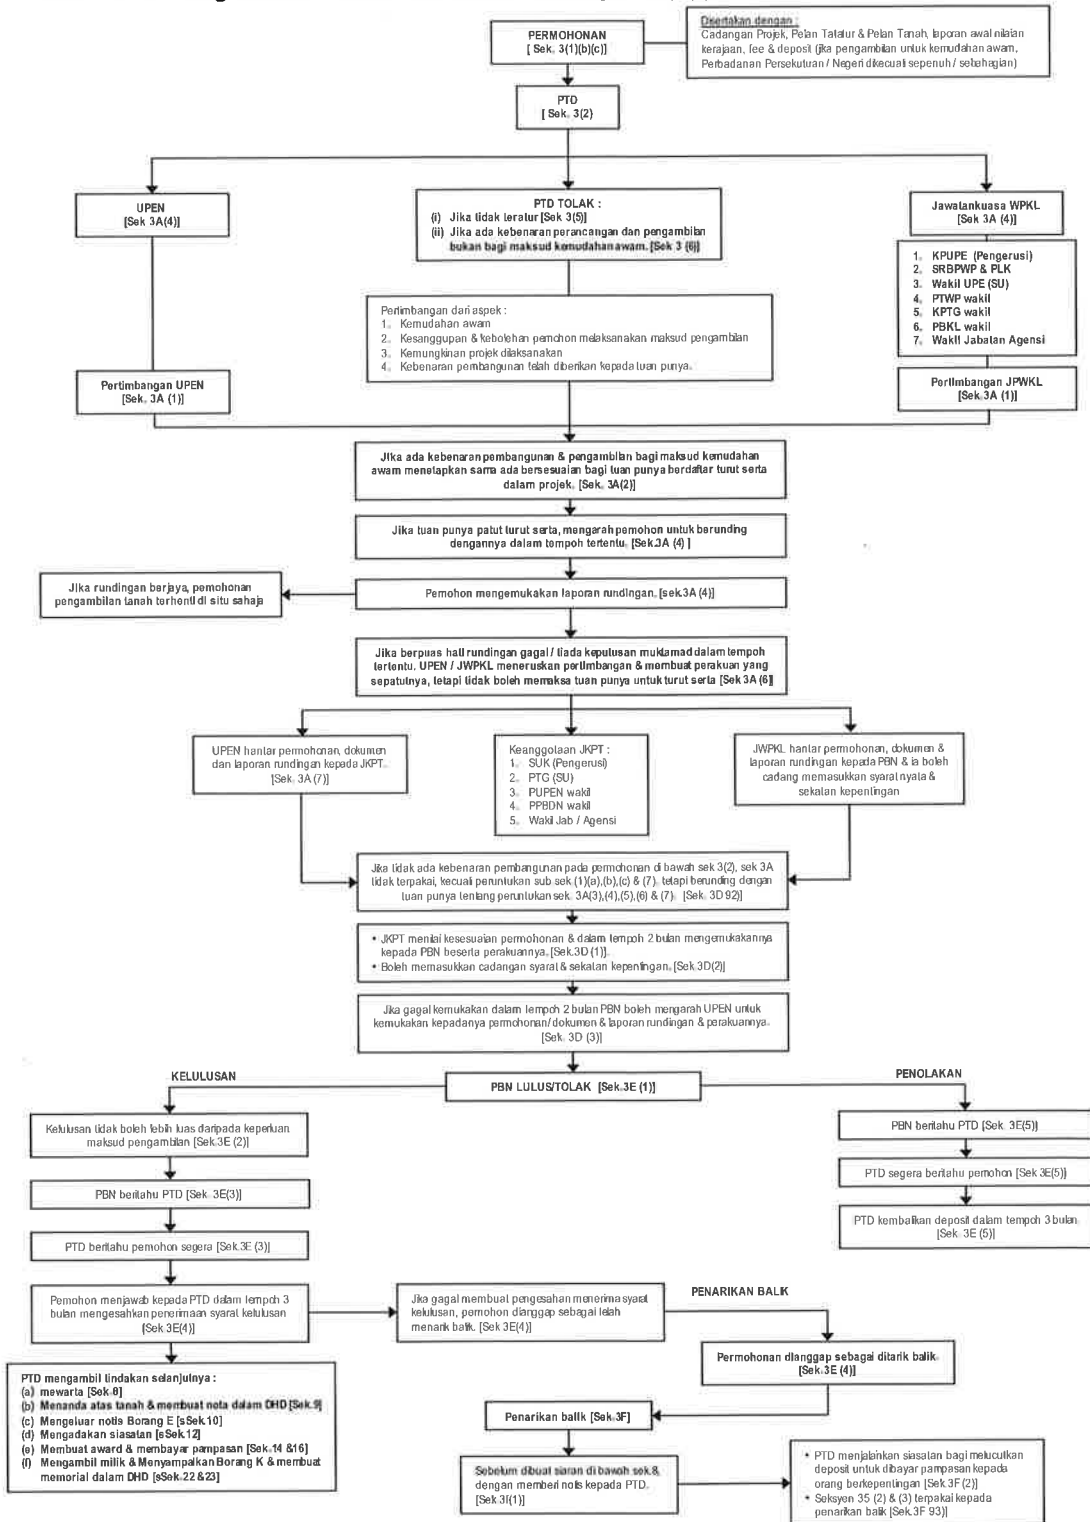 PERMOHONAN
[ Sek. 3(1)(b)(c)]
Disertakan dengan :
Cadangan Projek, Pelan Tatatur & Pelan Tanah, laporan awal nilaian
kerajaan, fee & deposit (jika pengambilan untuk kemudahan awam,
Perbadanan Persekutuan / Negeri dikecuali sepenuh / sebahagian)
PTD
[ Sek. 3(2)
UPEN
[Sek 3A(4)]
PTD TOLAK :
(i) Jika tidak teratur [Sek 3(5)]
(ii) Jika ada kebenaran perancangan dan pengambilan
bukan bagi maksud kemudahan awam. [Sek 3 (6)]
Jawatankuasa WPKL
[Sek 3A (4)]
1. KPUPE (Pengerusi)
2. SRBPWP & PLK
3. Wakil UPE (SU)
4. PTWP wakil
5. KPTG wakil
6. PBKL wakil
7. Wakil Jabatan Agensi
Pertimbangan dari aspek :
1. Kemudahan awam
2. Kesanggupan & kebolehan pemohon melaksanakan maksud pengambilan
3. Kemungkinan projek dilaksanakan
4. Kebenaran pembangunan telah diberikan kepada tuan punya.
Pertimbangan UPEN
[Sek. 3A (1)]
Pertimbangan JPWKL
[Sek.3A (1)]
Jika ada kebenaran pembangunan & pengambilan bagi maksud kemudahan
awam menetapkan sama ada bersesuaian bagi tuan punya berdaftar turut serta
dalam projek. [Sek. 3A(2)]
Jika tuan punya patut turut serta, mengarah pemohon untuk berunding
dengannya dalam tempoh tertentu. [Sek.3A (4) ]
Jika rundingan berjaya, pemohonan
pengambilan tanah terhenti di situ sahaja
Pemohon mengemukakan laporan rundingan. [sek.3A (4)]
Jika berpuas hati rundingan gagal / tiada keputusan muktamad dalam tempoh
tertentu. UPEN / JWPKL meneruskan pertimbangan & membuat perakuan yang
sepatutnya, tetapi tidak boleh memaksa tuan punya untuk turut serta [Sek 3A (6)]
UPEN hantar permohonan, dokumen
dan laporan rundingan kepada JKPT.
[Sek. 3A (7)]
Keanggotaan JKPT :
1. SUK (Pengerusi)
2. PTG (SU)
3. PUPEN wakil
4. PPBDN wakil
5. Wakil Jab / Agensi
JWPKL hantar permohonan, dokumen &
laporan rundingan kepada PBN & ia boleh
cadang memasukkan syarat nyata &
sekatan kepentingan
Jika tidak ada kebenaran pembangunan pada permohonan di bawah sek 3(2), sek 3A
tidak terpakai, kecuali peruntukan sub sek (1)(a),(b),(c) & (7), tetapi berunding dengan
tuan punya tentang peruntukan sek. 3A(3),(4),(5),(6) & (7). [Sek. 3D 92)]
• JKPT menilai kesesuaian permohonan & dalam tempoh 2 bulan mengemukakannya
kepada PBN beserta perakuannya. [Sek.3D (1)].
• Boleh memasukkan cadangan syarat & sekatan kepentingan. [Sek.3D(2)]
Jika gagal kemukakan dalam tempoh 2 bulan PBN boleh mengarah UPEN untuk
kemukakan kepadanya permohonan/dokumen & laporan rundingan & perakuannya.
[Sek. 3D (3)]
KELULUSAN
PBN LULUS/TOLAK [Sek.3E (1)]
PENOLAKAN
Kelulusan tidak boleh lebih luas daripada keperluan
maksud pengambilan [Sek.3E (2)]
PBN beritahu PTD [Sek. 3E(5)]
PBN beritahu PTD [Sek. 3E(3)]
PTD segera beritahu pemohon [Sek.3E(5)]
PTD beritahu pemohon segera [Sek.3E (3)]
PTD kembalikan deposit dalam tempoh 3 bulan
[Sek.3E (5)]
Pemohon menjawab kepada PTD dalam tempoh 3
bulan mengesahkan penerimaan syarat kelulusan
[Sek.3E(4)]
Jika gagal membuat pengesahan menerima syarat
kelulusan, permohon dianggap sebagai telah
menarik balik. [Sek 3E(4)]
PENARIKAN BALIK
Permohonan dianggap sebagai ditarik balik.
[Sek.3E (4)]
PTD mengambil tindakan selanjutnya :
(a) mewarta [Sek.8]
(b) Menanda atas tanah & membuat nota dalam DHD [Sek.9]
(c) Mengeluar notis Borang E [sSek.10]
(d) Mengadakan siasatan [sSek.12]
(e) Membuat award & membayar pampasan [Sek.14 &16]
(f) Mengambil milik & Menyampaikan Borang K & membuat
memorial dalam DHD [sSek.22 &23]
Penarikan balik [Sek.3F]
Sebelum dibuat siaran di bawah sek.8,
dengan memberi notis kepada PTD.
[Sek.3f(1)]
• PTD menjalankan siasatan bagi melucutkan
deposit untuk dibayar pampasan kepada
orang berkepentingan [Sek.3F (2)]
• Seksyen 35 (2) & (3) terpakai kepada
penarikan balik [Sek.3F 93)]